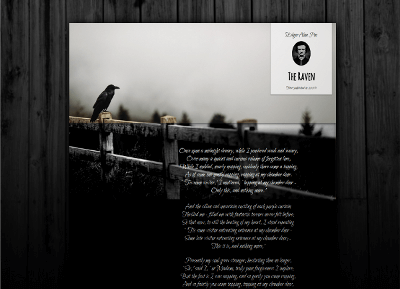 Edgar Allan Poe
THE RAVEN
Once upon a midnight dreary, while I pondered weak and weary,
Over many a quaint and curious volume of forgotten lore,
While I nodded, nearly napping, suddenly there came a tapping,
As of some one gently rapping, rapping at my chamber door.
"'Tis some visitor," I muttered, "tapping at my chamber door -
Only this, and nothing more."
And the silken sad uncertain rustling of each purple curtain
Thrilled me - filled me with fantastic terrors never felt before;
So that now, to still the beating of my heart, I stood repeating
"'Tis some visitor entreating entrance at my chamber door -
Some late visitor entreating entrance at my chamber door; -
This it is, and nothing more."
Presently my soul grew stronger; hesitating then no longer,
"Sir," said I, "or Madam, truly your forgiveness I implore;
But the fact is I was napping, and so gently you came rapping,
And so faintly you came tapping, tapping at my chamber door,